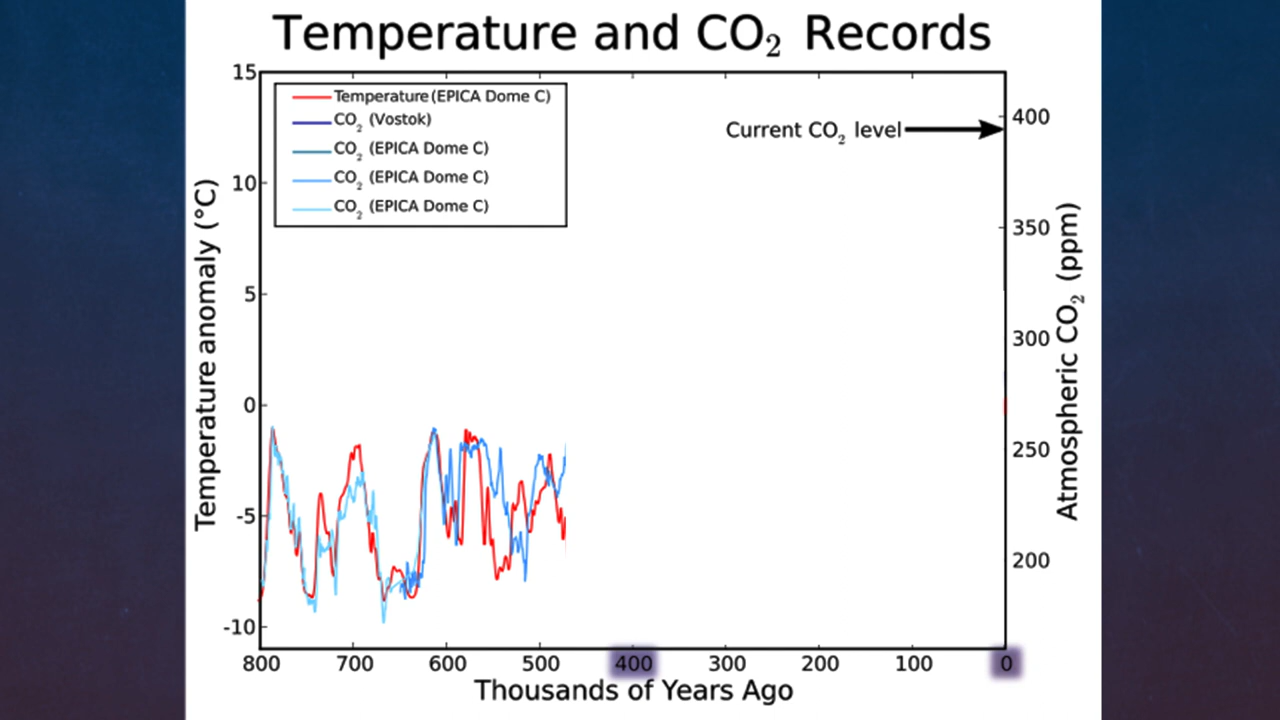 Temperature and CO₂ Records
15
10
5
0
-5
-10
Temperature anomaly (°C)
Temperature (EPICA Dome C)
CO₂ (Vostok)
CO₂ (EPICA Dome C)
CO₂ (EPICA Dome C)
CO₂ (EPICA Dome C)
Current CO₂ level
400
350
300
250
200
Atmospheric CO₂ (ppm)
800 700 600 500 400 300 200 100 0
Thousands of Years Ago